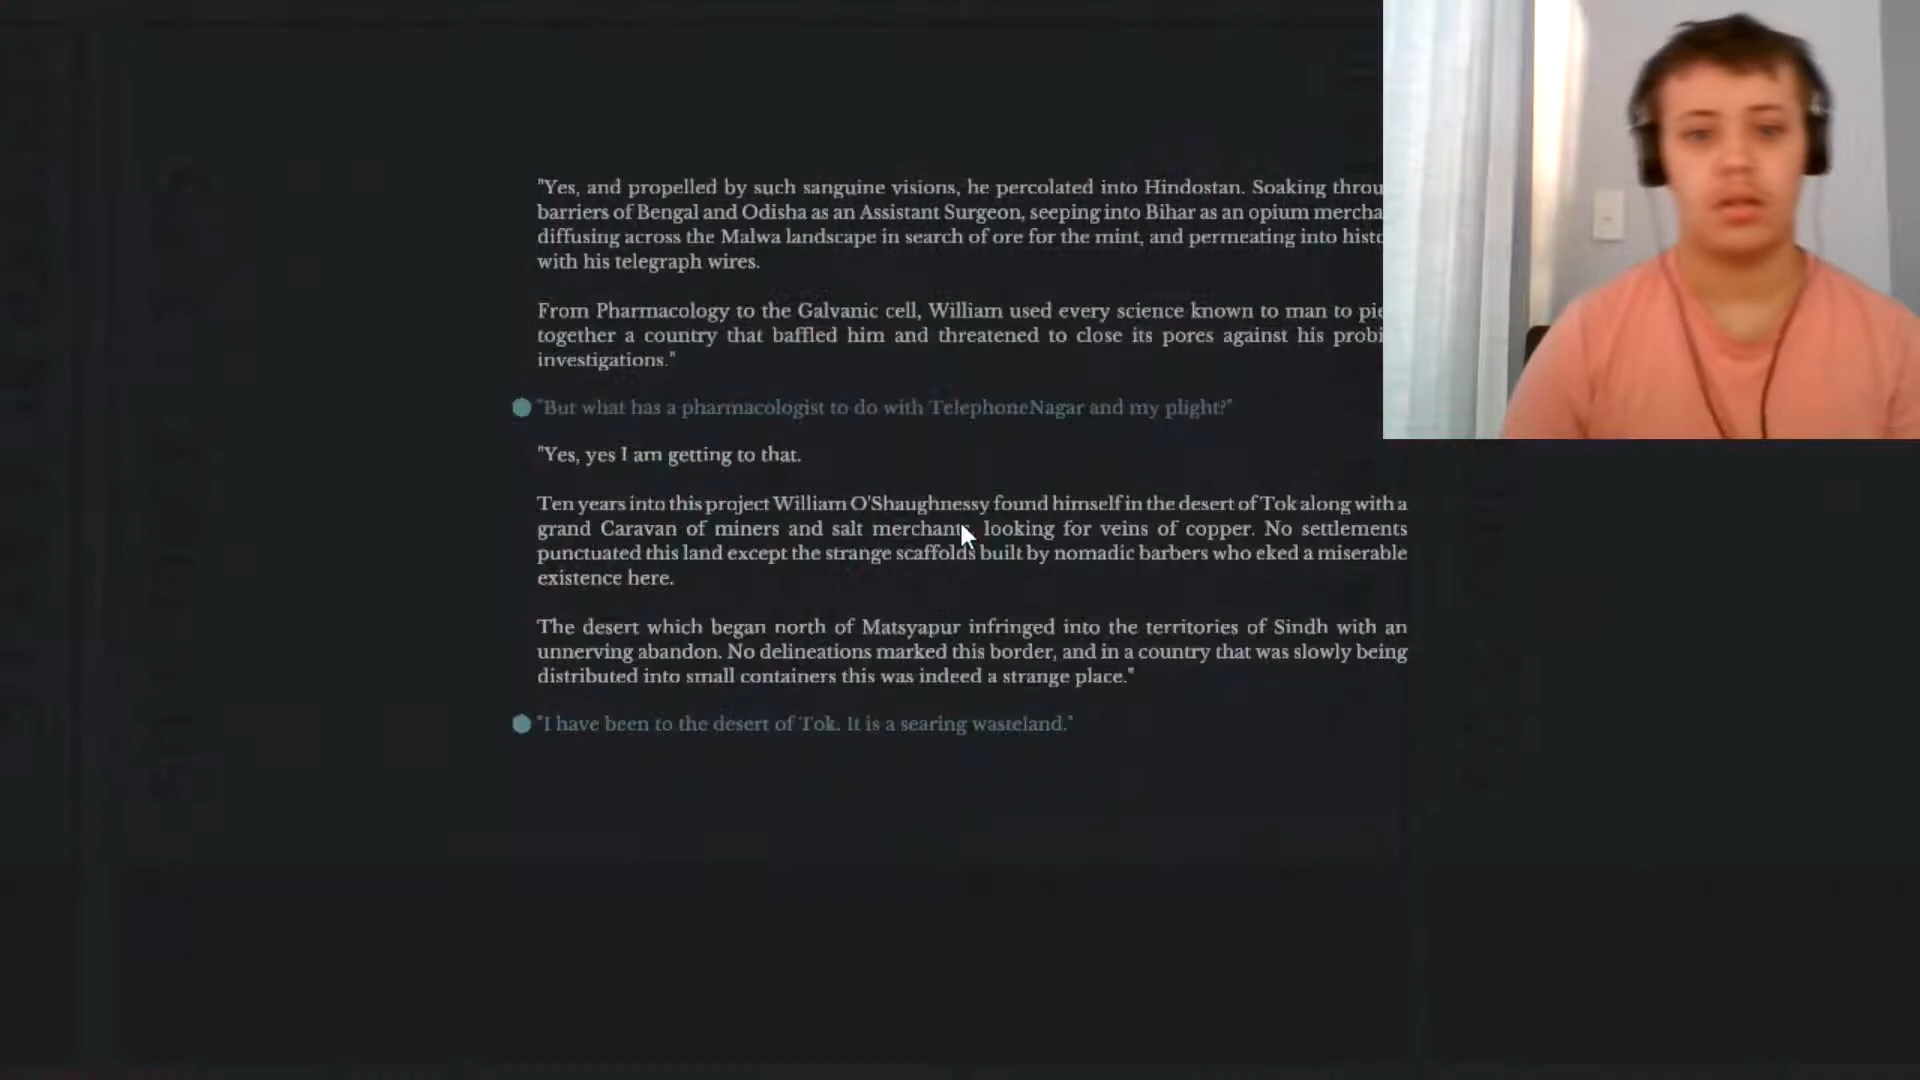 "Yes, and propelled by such sanguine visions, he percolated into Hindostan. Soaking
barriers of Bengal and Odisha as an Assistant Surgeon, seeping into Bihar as an opium
diffusing across the Malwa landscape in search of ore for the mint, and permeating into
with his telegraph wires.
From Pharmacology to the Galvanic cell, William used every science known to man to
together a country that baffled him and threatened to close its pores against his
investigations."
"But what has a pharmacologist to do with TelephoneNagar and my plight?"
"Yes, yes I am getting to that.
Ten years into this project William O'Shaughnessy found himself in the desert of Tok along with a
grand Caravan of miners and salt merchants, looking for veins of copper. No settlements
punctuated this land except the strange scaffolds built by nomadic barbers who eked a miserable
existence here.
The desert which began north of Matsyapur infringed into the territories of Sindh with an
unnerving abandon. No delineations marked this border, and in a country that was slowly being
distributed into small containers this was indeed a strange place."
"I have been to the desert of Tok. It is a searing wasteland."